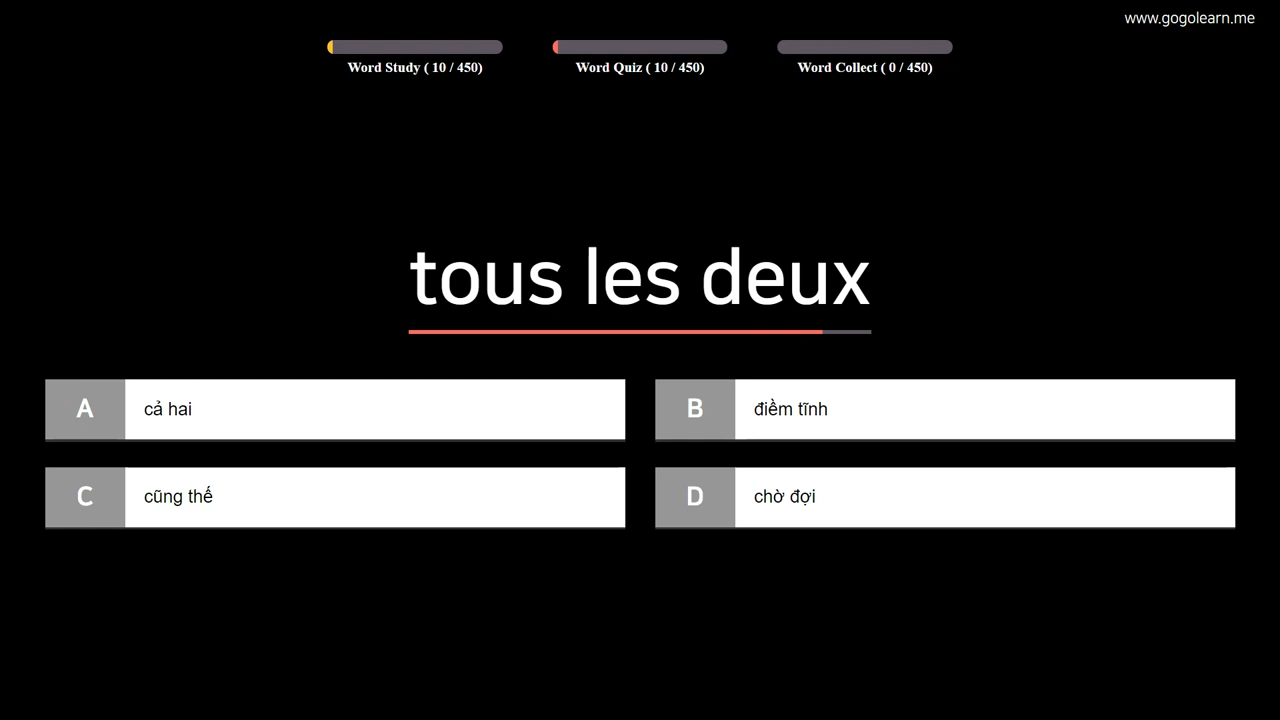 www.gogolearn.me
Word Study ( 10 / 450)
Word Quiz ( 10 / 450)
Word Collect ( 0 / 450)
tous les deux
A cả hai
B điềm tĩnh
C cũng thế
D chờ đợi